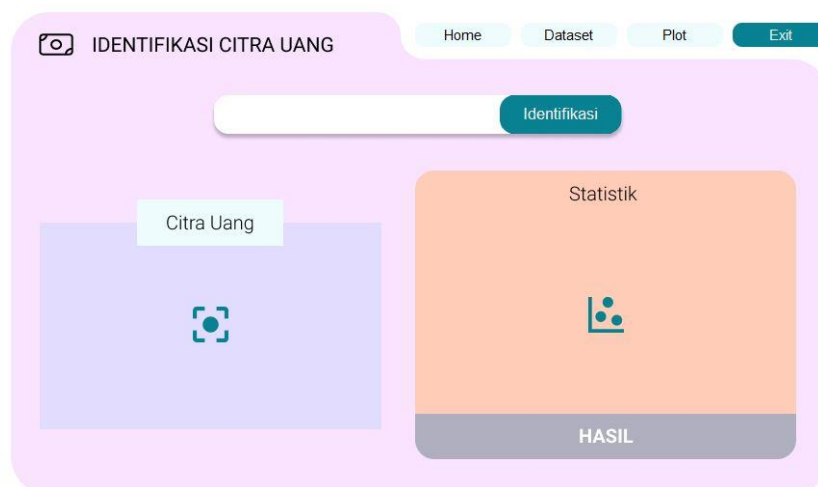 IDENTIFIKASI CITRA UANG
Home
Dataset
Plot
Exit
Identifikasi
Citra Uang
Statistik
HASIL